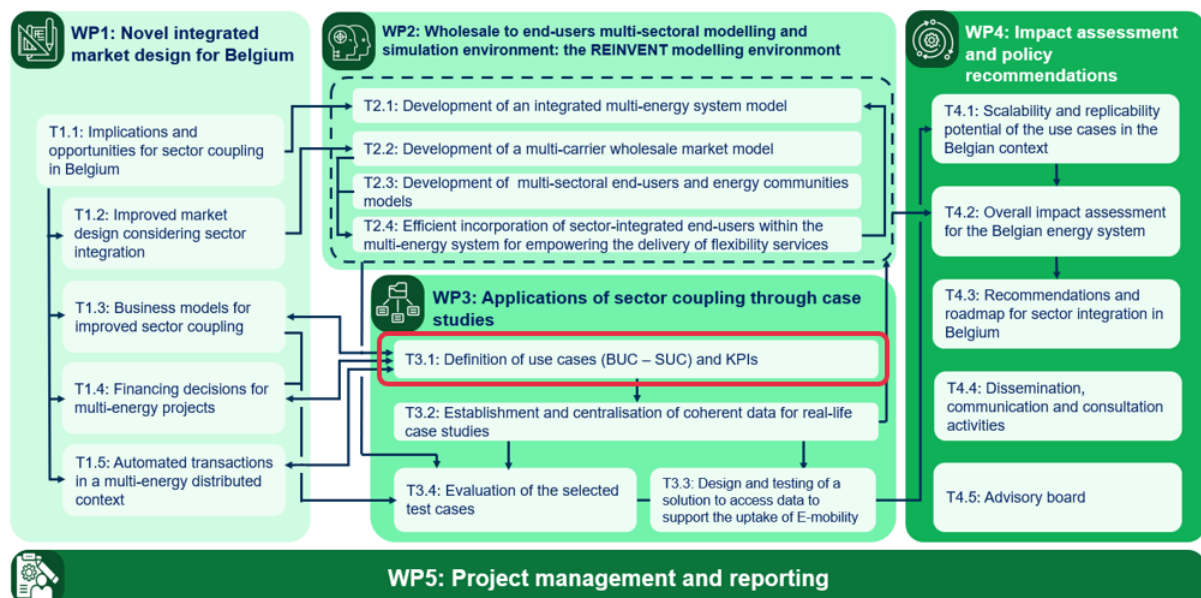 WP1: Novel integrated
market design for Belgium
T1.1: Implications and
opportunities for sector coupling
in Belgium
T1.2: Improved market
design considering sector
integration
T1.3: Business models for
improved sector coupling
T1.4: Financing decisions for
multi-energy projects
T1.5: Automated transactions
in a multi-energy distributed
context
WP2: Wholesale to end-users multi-sectoral modelling and
simulation environment: the REINVENT modelling environment
T2.1: Development of an integrated multi-energy system model
T2.2: Development of a multi-carrier wholesale market model
T2.3: Development of multi-sectoral end-users and energy communities
models
T2.4: Efficient incorporation of sector-integrated end-users within the
multi-energy system for empowering the delivery of flexibility services
WP3: Applications of sector coupling through case
studies
T3.1: Definition of use cases (BUC – SUC) and KPIs
T3.2: Establishment and centralisation of coherent data for real-life
case studies
T3.4: Evaluation of the selected
test cases
T3.3: Design and testing of a
solution to access data to
support the uptake of E-mobility
WP4: Impact assessment
and policy
recommendations
T4.1: Scalability and replicability
potential of the use cases in the
Belgian context
T4.2: Overall impact assessment
for the Belgian energy system
T4.3: Recommendations and
roadmap for sector integration in
Belgium
T4.4: Dissemination,
communication and consultation
activities
T4.5: Advisory board
WP5: Project management and reporting